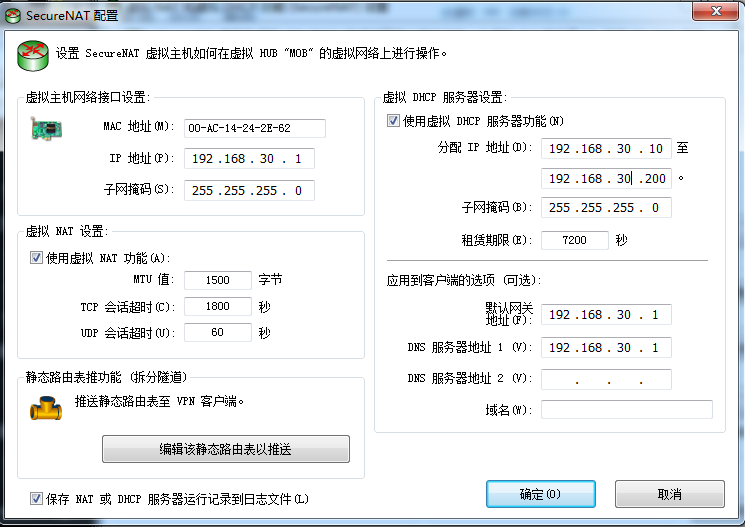 SecureNAT 配置
设置 SecureNAT 虚拟主机如何在虚拟 HUB "MOB" 的虚拟网络上进行操作。
虚拟主机网络接口设置:
MAC 地址(M): 00-AC-14-24-2E-62
IP 地址(P): 192 .168 . 30 . 1
子网掩码(S): 255 .255 .255 . 0
虚拟 NAT 设置:
使用虚拟 NAT 功能(A):
MTU 值: 1500 字节
TCP 会话超时(C): 1800 秒
UDP 会话超时(U): 60 秒
静态路由表推功能 (拆分隧道)
推送静态路由表至 VPN 客户端。
编辑该静态路由表以推送
保存 NAT 或 DHCP 服务器运行记录到日志文件(L)
虚拟 DHCP 服务器设置:
使用虚拟 DHCP 服务器功能(N)
分配 IP 地址(D): 192 .168 . 30 . 10 至
192 .168 . 30 .200 。
子网掩码(B): 255 .255 .255 . 0
租赁期限(E): 7200 秒
应用到客户端的选项 (可选):
默认网关
地址(F): 192 .168 . 30 . 1
DNS 服务器地址 1 (V): 192 .168 . 30 . 1
DNS 服务器地址 2 (V): . . .
域名(W):
确定(O)
取消